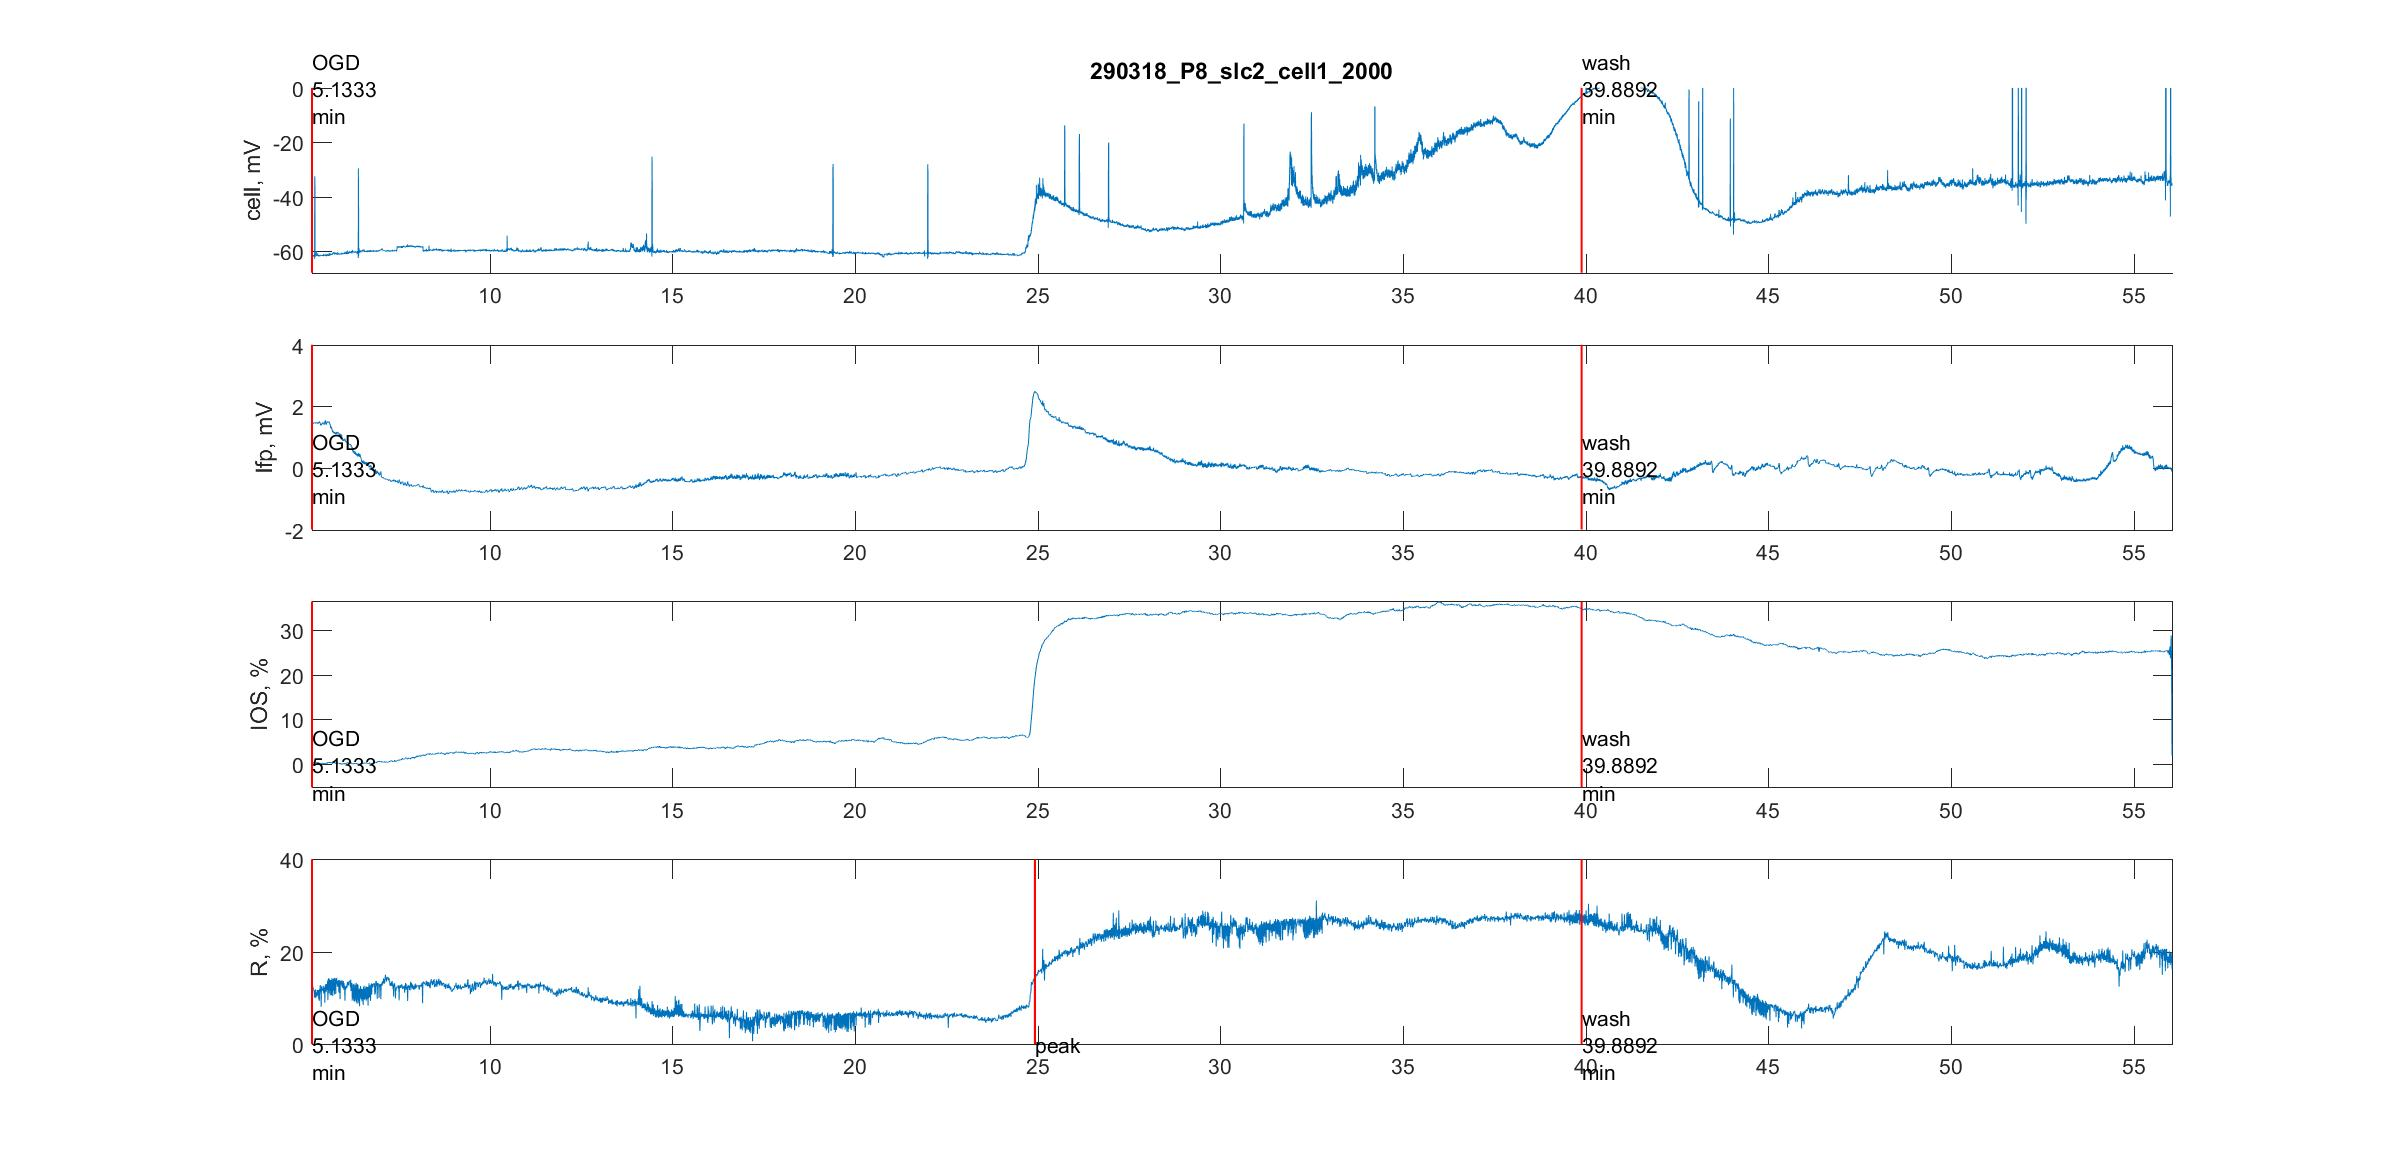 290318_P8_slc2_cell1_2000
OGD
5.1333
min
wash
39.8892
min
cell, mV
0
-20
-40
-60
10 15 20 25 30 35 40 45 50 55
lfp, mV
4
2
0
-2
OGD
5.1333
min
wash
39.8892
min
10 15 20 25 30 35 40 45 50 55
IOS, %
30
20
10
0
OGD
5.1333
min
wash
39.8892
min
10 15 20 25 30 35 40 45 50 55
R, %
40
20
0
OGD
5.1333
min
peak
wash
39.8892
min
10 15 20 25 30 35 40 45 50 55